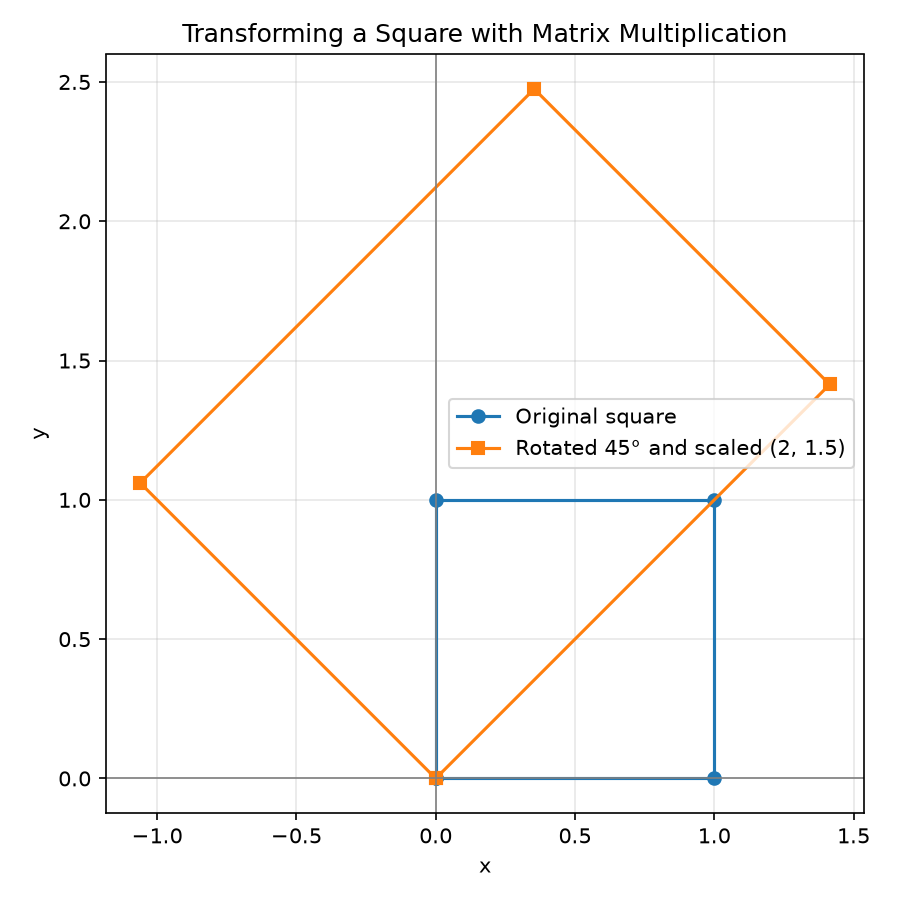 Transforming a Square with Matrix Multiplication
2.5
2.0
1.5
1.0
0.5
0.0
y
Original square
Rotated 45° and scaled (2, 1.5)
−1.0
−0.5
0.0
0.5
1.0
1.5
x